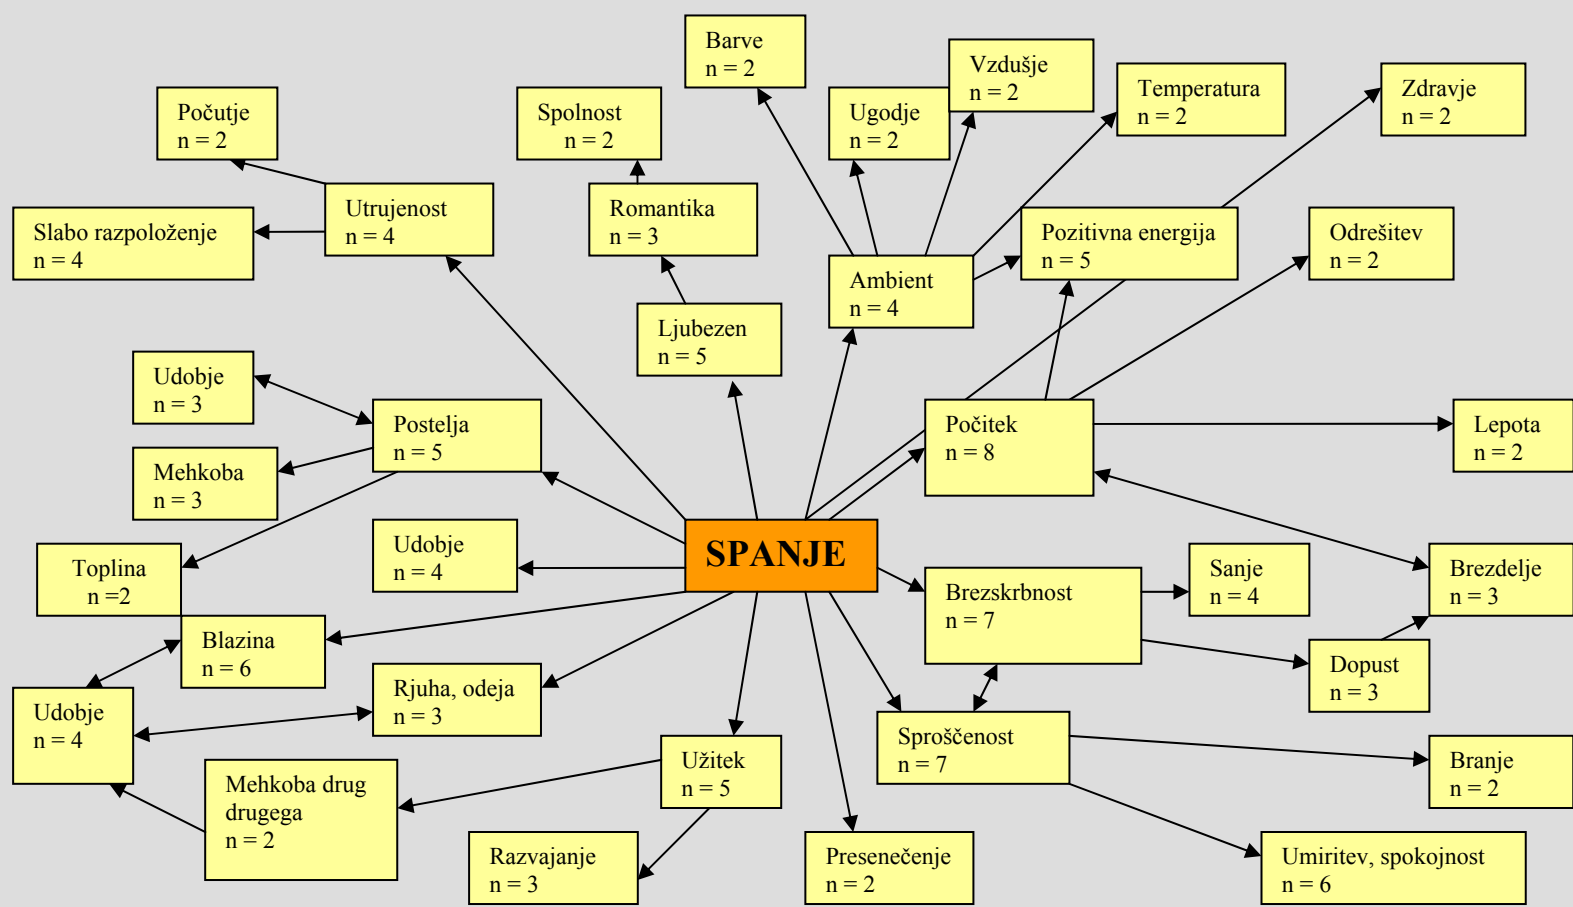 Barve
n = 2
Vzdušje
n = 2
Temperatura
n = 2
Zdravje
n = 2
Počutje
n = 2
Spolnost
n = 2
Ugodje
n = 2
Utrujenost
n = 4
Romantika
n = 3
Slabo razpoloženje
n = 4
Pozitivna energija
n = 5
Odrešitev
n = 2
Ambient
n = 4
Ljubezen
n = 5
Udobje
n = 3
Postelja
n = 5
Počitek
n = 8
Lepota
n = 2
Mehkoba
n = 3
Udobje
n = 4
SPANJE
Toplina
n =2
Brezskrbnost
n = 7
Sanje
n = 4
Brezdelje
n = 3
Blazina
n = 6
Rjuha, odeja
n = 3
Dopust
n = 3
Udobje
n = 4
Sproščenost
n = 7
Užitek
n = 5
Branje
n = 2
Mehkoba drug
drugega
n = 2
Razvajanje
n = 3
Presenečenje
n = 2
Umiritev, spokojnost
n = 6